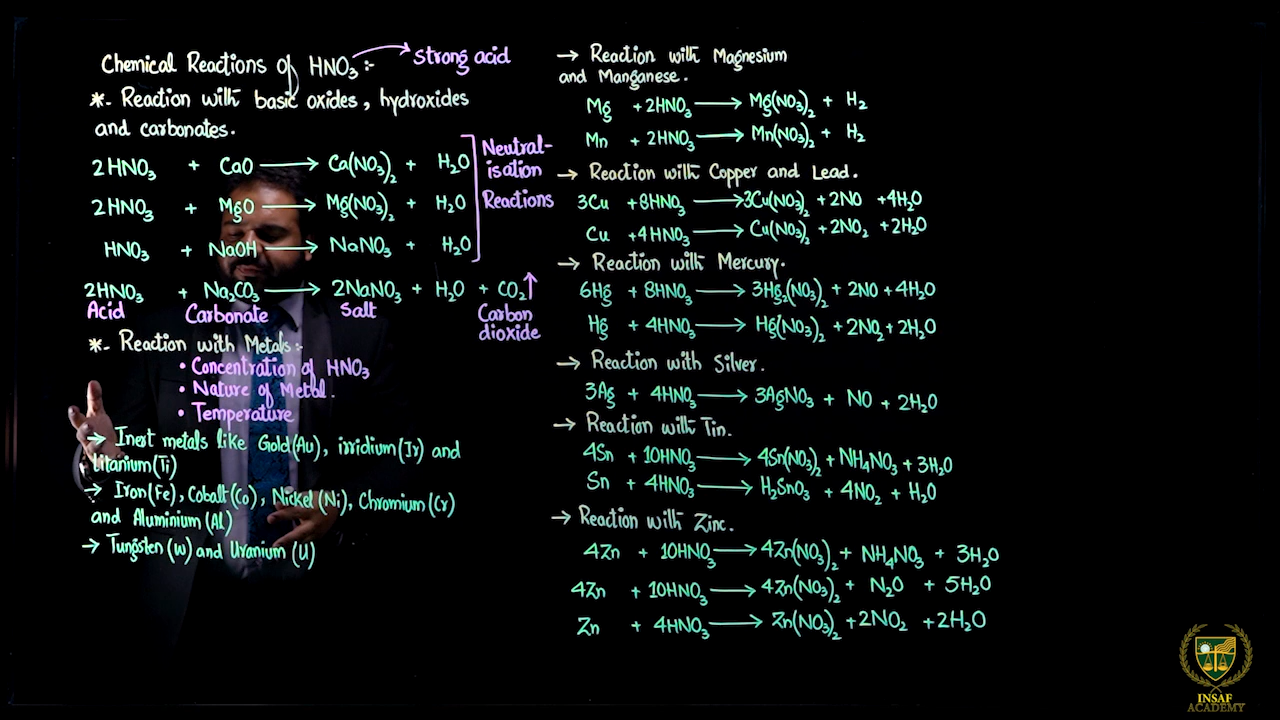 Chemical Reactions of HNO₃ :- → Strong acid
*. Reaction with basic oxides, hydroxides
and carbonates.
2HNO₃ + CaO ⟶ Ca(NO₃)₂ + H₂O
2HNO₃ + MgO ⟶ Mg(NO₃)₂ + H₂O
HNO₃ + NaOH ⟶ NaNO₃ + H₂O
Neutral-
isation
Reactions
2HNO₃ + Na₂CO₃ ⟶ 2NaNO₃ + H₂O + CO₂↑
Acid Carbonate Salt Carbon
dioxide
*. Reaction with Metals:-
• Concentration of HNO₃
• Nature of Metal.
• Temperature
→ Inert metals like Gold(Au), irridium(Ir) and
titanium(Ti)
→ Iron(Fe), Cobalt(Co), Nickel(Ni), Chromium(Cr)
and Aluminium(Al)
→ Tungsten(W) and Uranium(U)
→ Reaction with Magnesium
and Manganese.
Mg + 2HNO₃ ⟶ Mg(NO₃)₂ + H₂
Mn + 2HNO₃ ⟶ Mn(NO₃)₂ + H₂
→ Reaction with Copper and Lead.
3Cu + 8HNO₃ ⟶ 3Cu(NO₃)₂ + 2NO + 4H₂O
Cu + 4HNO₃ ⟶ Cu(NO₃)₂ + 2NO₂ + 2H₂O
→ Reaction with Mercury.
6Hg + 8HNO₃ ⟶ 3Hg₂(NO₃)₂ + 2NO + 4H₂O
Hg + 4HNO₃ ⟶ Hg(NO₃)₂ + 2NO₂ + 2H₂O
→ Reaction with Silver.
3Ag + 4HNO₃ ⟶ 3AgNO₃ + NO + 2H₂O
→ Reaction with Tin.
4Sn + 10HNO₃ ⟶ 4Sn(NO₃)₂ + NH₄NO₃ + 3H₂O
Sn + 4HNO₃ ⟶ H₂SnO₃ + 4NO₂ + H₂O
→ Reaction with Zinc.
4Zn + 10HNO₃ ⟶ 4Zn(NO₃)₂ + NH₄NO₃ + 3H₂O
4Zn + 10HNO₃ ⟶ 4Zn(NO₃)₂ + N₂O + 5H₂O
Zn + 4HNO₃ ⟶ Zn(NO₃)₂ + 2NO₂ + 2H₂O
INSAF
ACADEMY